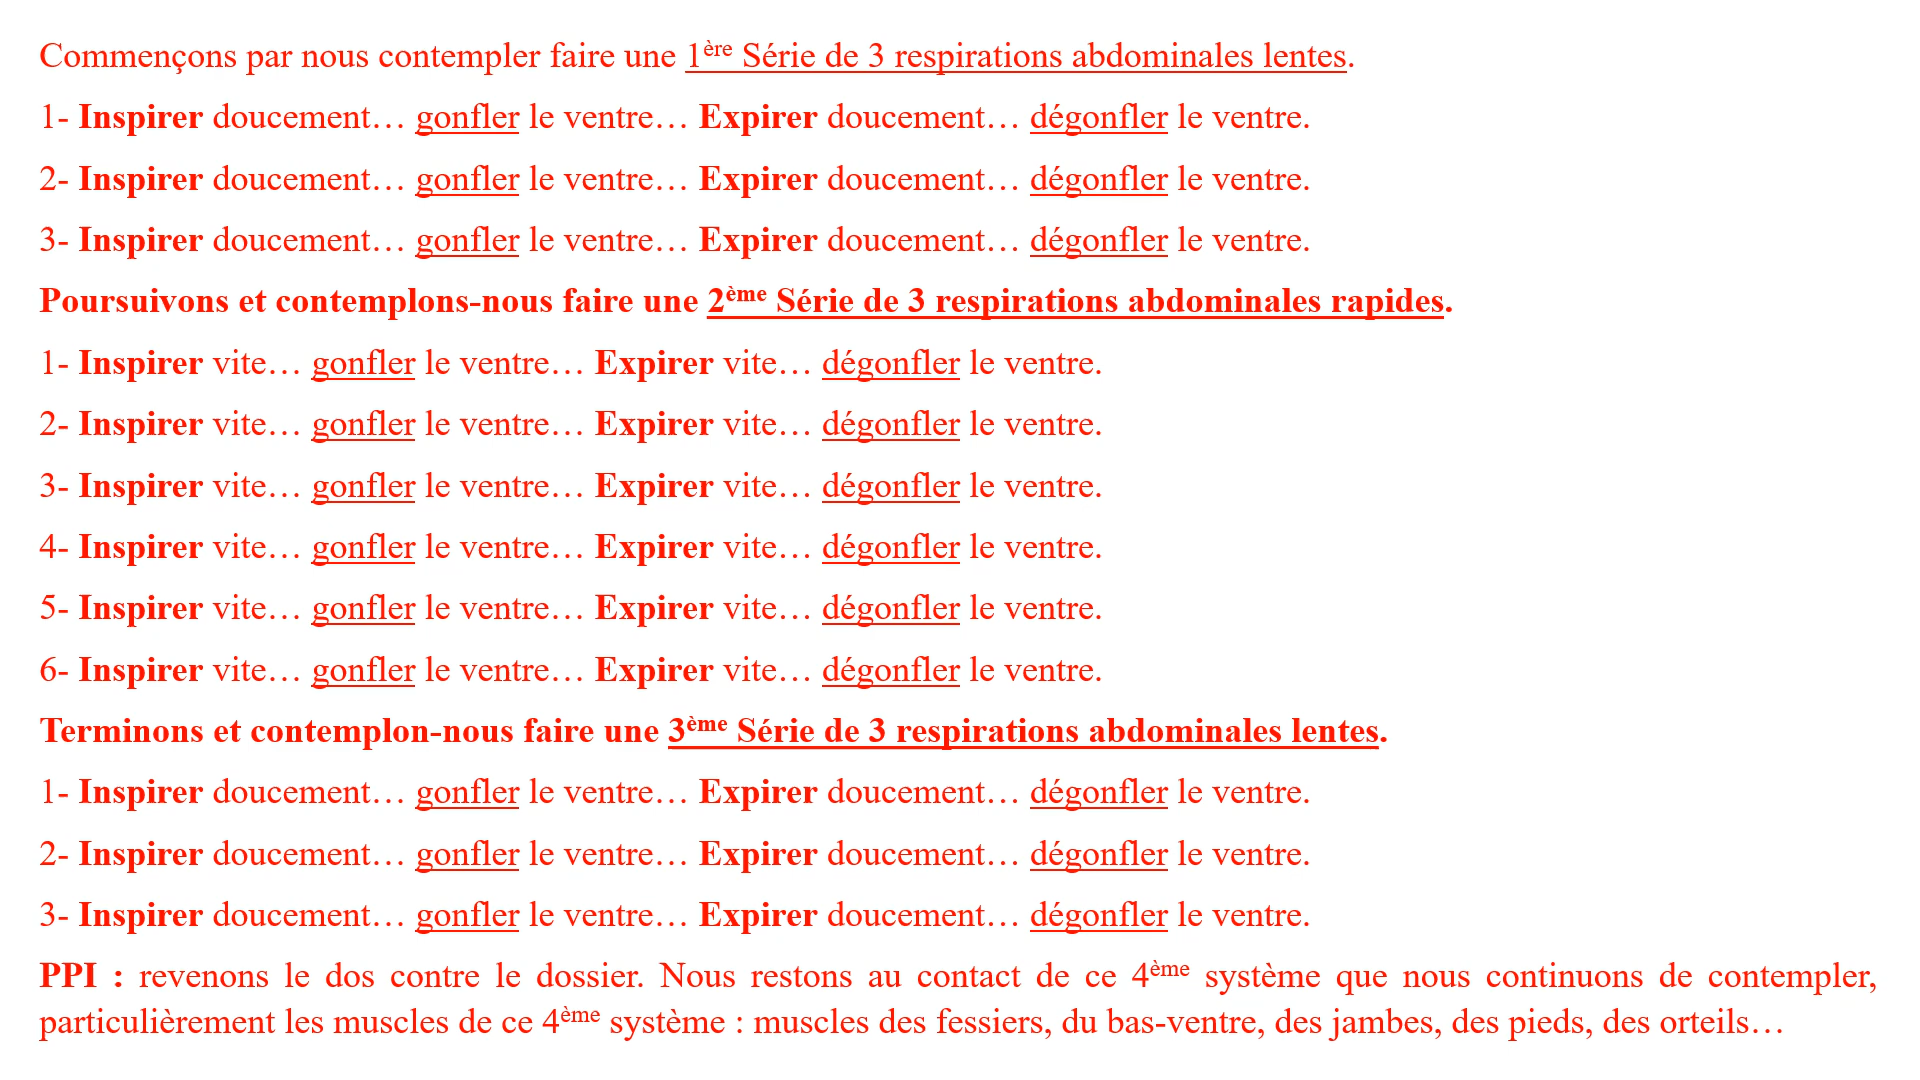 Commençons par nous contempler faire une 1ère Série de 3 respirations abdominales lentes.
1- Inspirer doucement… gonfler le ventre… Expirer doucement… dégonfler le ventre.
2- Inspirer doucement… gonfler le ventre… Expirer doucement… dégonfler le ventre.
3- Inspirer doucement… gonfler le ventre… Expirer doucement… dégonfler le ventre.
Poursuivons et contemplons-nous faire une 2ème Série de 3 respirations abdominales rapides.
1- Inspirer vite… gonfler le ventre… Expirer vite… dégonfler le ventre.
2- Inspirer vite… gonfler le ventre… Expirer vite… dégonfler le ventre.
3- Inspirer vite… gonfler le ventre… Expirer vite… dégonfler le ventre.
4- Inspirer vite… gonfler le ventre… Expirer vite… dégonfler le ventre.
5- Inspirer vite… gonfler le ventre… Expirer vite… dégonfler le ventre.
6- Inspirer vite… gonfler le ventre… Expirer vite… dégonfler le ventre.
Terminons et contemplon-nous faire une 3ème Série de 3 respirations abdominales lentes.
1- Inspirer doucement… gonfler le ventre… Expirer doucement… dégonfler le ventre.
2- Inspirer doucement… gonfler le ventre… Expirer doucement… dégonfler le ventre.
3- Inspirer doucement… gonfler le ventre… Expirer doucement… dégonfler le ventre.
PPI : revenons le dos contre le dossier. Nous restons au contact de ce 4ème système que nous continuons de contempler,
particulièrement les muscles de ce 4ème système : muscles des fessiers, du bas-ventre, des jambes, des pieds, des orteils…